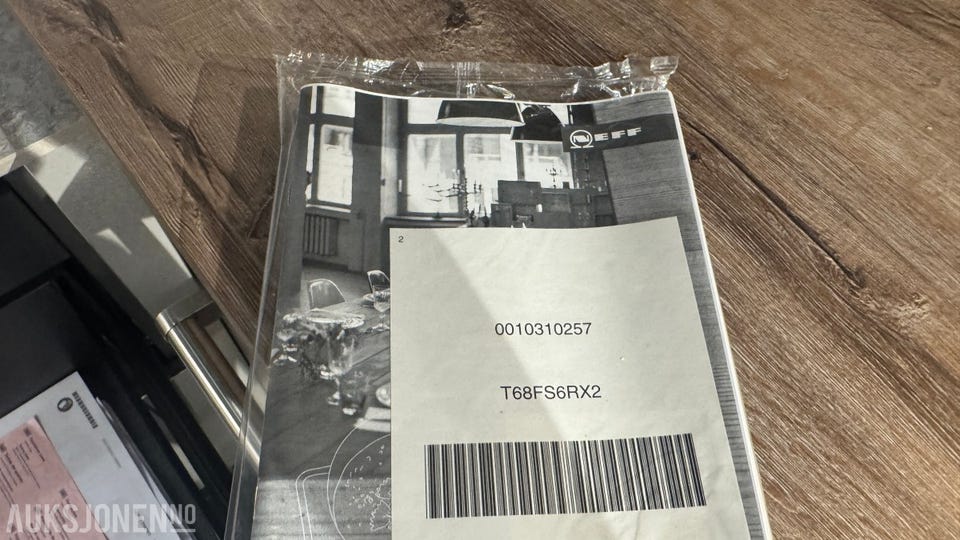 NEFF
2
0010310257
T68FS6RX2
AUKSJONEN.NO